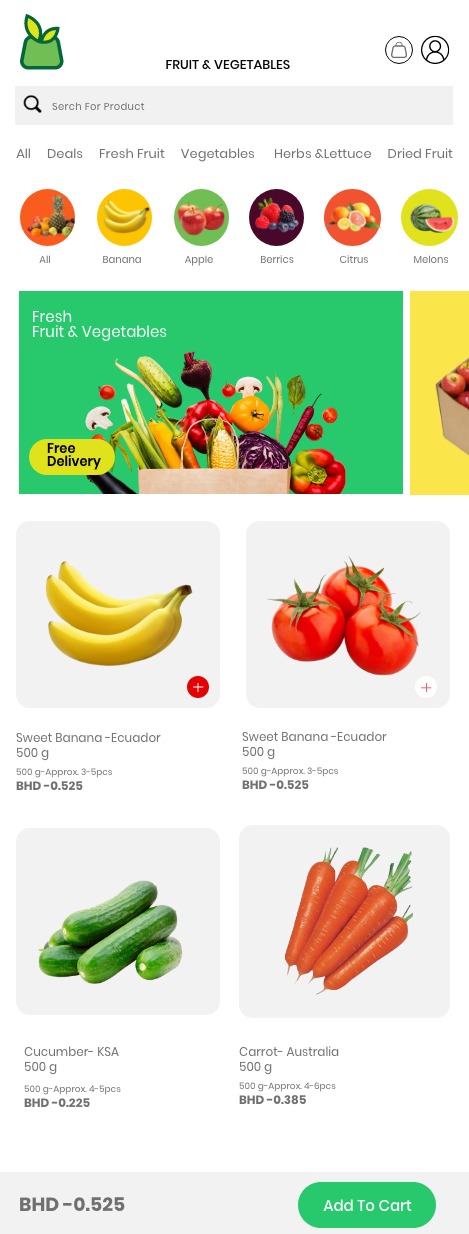 FRUIT & VEGETABLES
Serch For Product
All Deals Fresh Fruit Vegetables Herbs &Lettuce Dried Fruit
All Banana Apple Berrics Citrus Melons
Fresh
Fruit & Vegetables
Free
Delivery
Sweet Banana -Ecuador
500 g
500 g-Approx. 3-5pcs
BHD -0.525
Sweet Banana -Ecuador
500 g
500 g-Approx. 3-5pcs
BHD -0.525
Cucumber- KSA
500 g
500 g-Approx. 4-5pcs
BHD -0.225
Carrot- Australia
500 g
500 g-Approx. 4-6pcs
BHD -0.385
BHD -0.525
Add To Cart